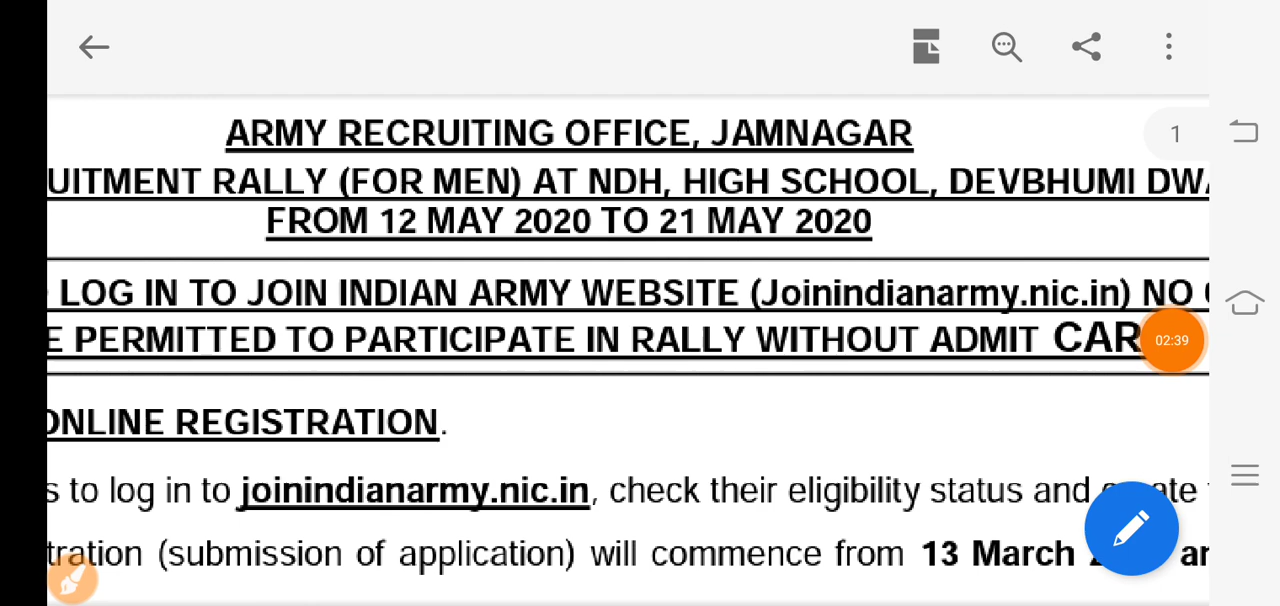 1
ARMY RECRUITING OFFICE, JAMNAGAR
UITMENT RALLY (FOR MEN) AT NDH, HIGH SCHOOL, DEVBHUMI DW
FROM 12 MAY 2020 TO 21 MAY 2020
LOG IN TO JOIN INDIAN ARMY WEBSITE (Joinindianarmy.nic.in) NO
E PERMITTED TO PARTICIPATE IN RALLY WITHOUT ADMIT CAR
02:39
ONLINE REGISTRATION.
s to log in to joinindianarmy.nic.in, check their eligibility status and
tration (submission of application) will commence from 13 March